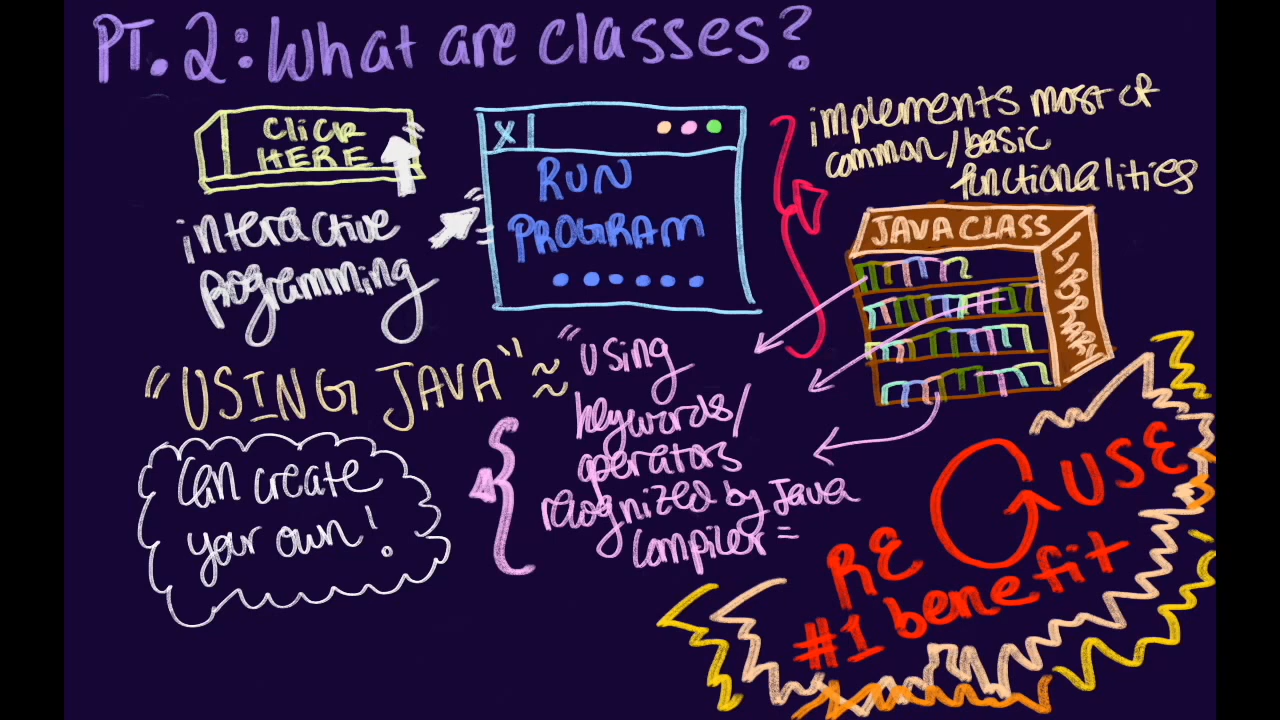 PT. 2: What are classes?
Click
HERE
interactive
programming
X
RUN
PROGRAM
implements most of
common/basic
functionalities
JAVA CLASS
LIBRARY
"USING JAVA" ≈
"using
keywords/
operators
recognized by Java
compiler =
can create
your own!
RE USE
#1 benefit